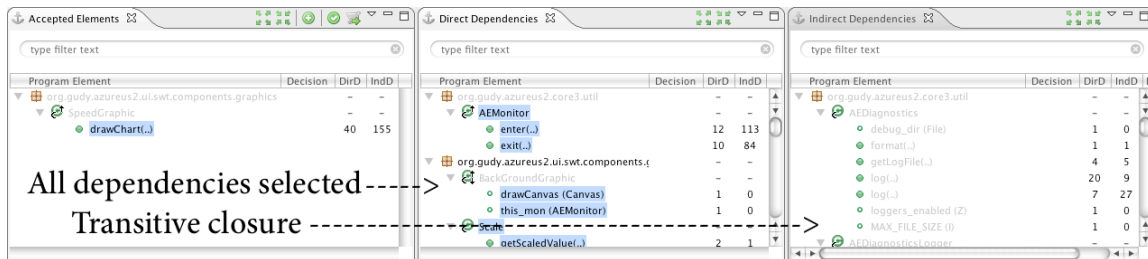 Accepted Elements
type filter text
Program Element Decision DirD IndD
org.gudy.azureus2.ui.swt.components.graphics - -
SpeedGraphic - -
drawChart(..) 40 155
Direct Dependencies
type filter text
Program Element Decision DirD IndD
org.gudy.azureus2.core3.util - -
AEMonitor - -
enter(..) 12 113
exit(..) 10 84
org.gudy.azureus2.ui.swt.components.g - -
BackGroundGraphic - -
drawCanvas (Canvas) 1 0
this_mon (AEMonitor) 1 0
Scale - -
getScaledValue(..) 2 1
Indirect Dependencies
type filter text
Program Element Decision DirD IndD
org.gudy.azureus2.core3.util - -
AEDiagnostics - -
debug_dir (File) 1 0
format(..) 1 1
getLogFile(..) 4 5
log(..) 20 9
log(..) 7 27
loggers_enabled (Z) 1 0
MAX_FILE_SIZE (I) 1 0
AEDiagnosticsLogger - -
All dependencies selected
Transitive closure